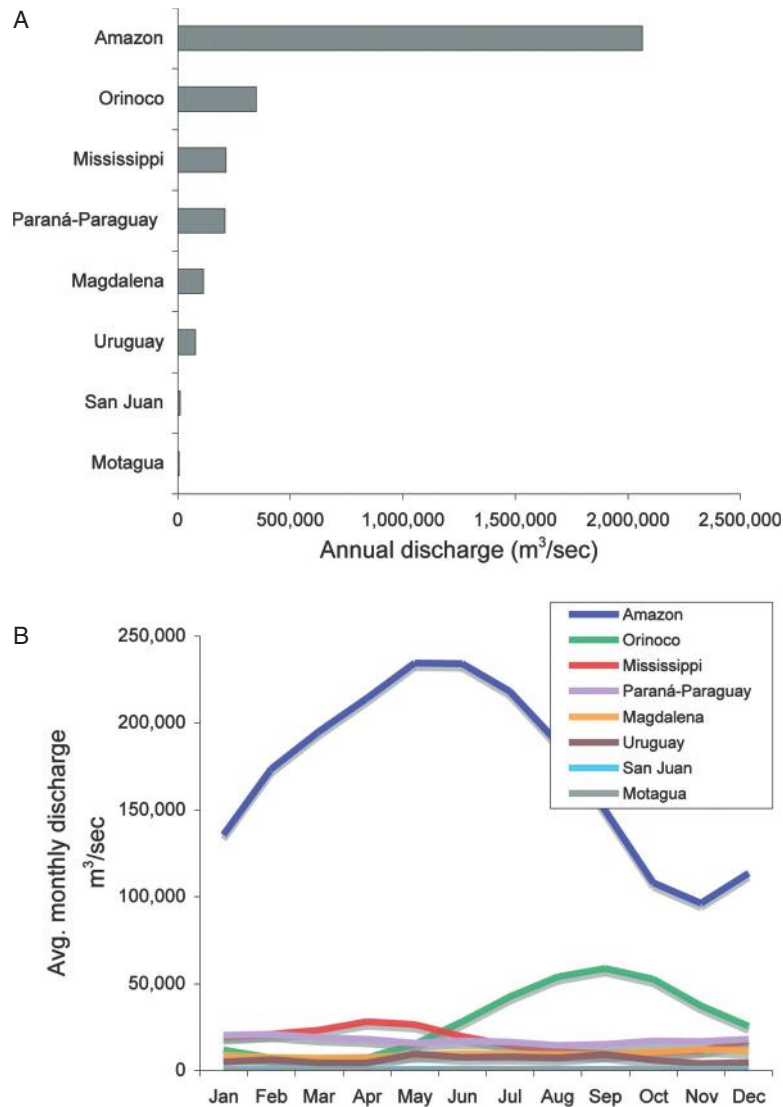 A
Amazon
Orinoco
Mississippi
Paraná-Paraguay
Magdalena
Uruguay
San Juan
Motagua
0 500,000 1,000,000 1,500,000 2,000,000 2,500,000
Annual discharge (m³/sec)
B
Amazon
Orinoco
Mississippi
Paraná-Paraguay
Magdalena
Uruguay
San Juan
Motagua
250,000
200,000
150,000
100,000
50,000
0
Avg. monthly discharge
m³/sec
Jan Feb Mar Apr May Jun Jul Aug Sep Oct Nov Dec